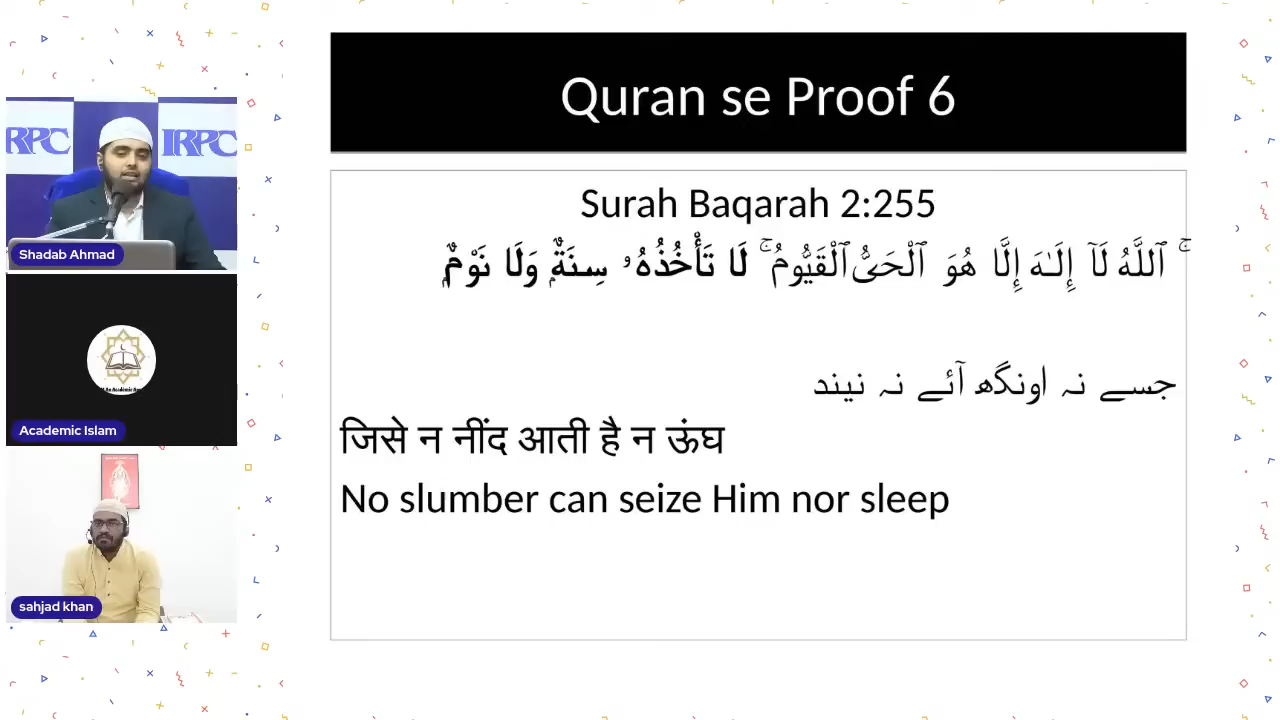 Quran se Proof 6
Surah Baqarah 2:255
ٱللَّهُ لَآ إِلَـٰهَ إِلَّا هُوَ ٱلْحَىُّ ٱلْقَيُّومُ ۚ لَا تَأْخُذُهُۥ سِنَةٌۭ وَلَا نَوْمٌۭ ۚ
جسے نہ اونگھ آئے نہ نیند
जिसे न नींद आती है न ऊंघ
No slumber can seize Him nor sleep
IRPC
IRPC
Shadab Ahmad
Academic Islam
sahjad khan